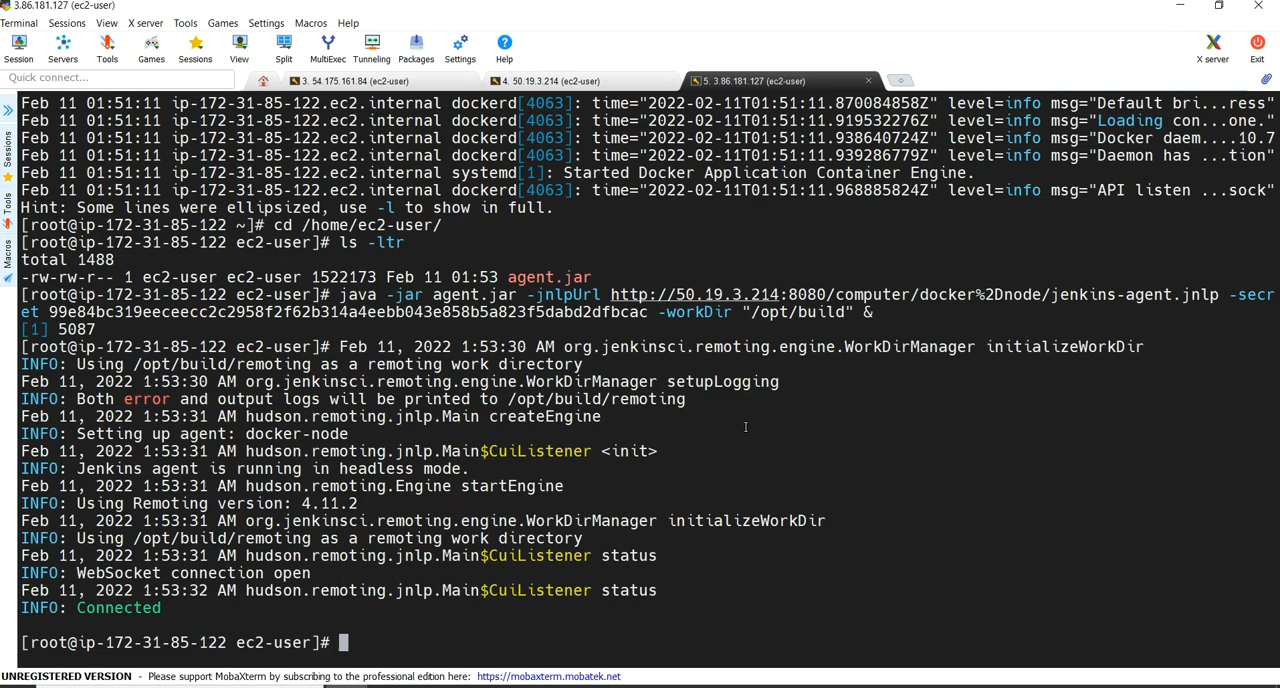 3.86.181.127 (ec2-user)
Terminal Sessions View X server Tools Games Settings Macros Help
Session Servers Tools Games Sessions View Split MultiExec Tunneling Packages Settings Help X server Exit
Quick connect... 3. 54.175.161.84 (ec2-user) 4. 50.19.3.214 (ec2-user) 5. 3.86.181.127 (ec2-user)
Sessions
Tools
Macros
Feb 11 01:51:11 ip-172-31-85-122.ec2.internal dockerd[4063]: time="2022-02-11T01:51:11.870084858Z" level=info msg="Default bri...ress"
Feb 11 01:51:11 ip-172-31-85-122.ec2.internal dockerd[4063]: time="2022-02-11T01:51:11.919532276Z" level=info msg="Loading con...one."
Feb 11 01:51:11 ip-172-31-85-122.ec2.internal dockerd[4063]: time="2022-02-11T01:51:11.938640724Z" level=info msg="Docker daem....10.7
Feb 11 01:51:11 ip-172-31-85-122.ec2.internal dockerd[4063]: time="2022-02-11T01:51:11.939286779Z" level=info msg="Daemon has ...tion"
Feb 11 01:51:11 ip-172-31-85-122.ec2.internal systemd[1]: Started Docker Application Container Engine.
Feb 11 01:51:11 ip-172-31-85-122.ec2.internal dockerd[4063]: time="2022-02-11T01:51:11.968885824Z" level=info msg="API listen ...sock"
Hint: Some lines were ellipsized, use -l to show in full.
[root@ip-172-31-85-122 ~]# cd /home/ec2-user/
[root@ip-172-31-85-122 ec2-user]# ls -ltr
total 1488
-rw-rw-r-- 1 ec2-user ec2-user 1522173 Feb 11 01:53 agent.jar
[root@ip-172-31-85-122 ec2-user]# java -jar agent.jar -jnlpUrl http://50.19.3.214:8080/computer/docker%2Dnode/jenkins-agent.jnlp -secr
et 99e84bc319eeceecc2c2958f2f62b314a4eebb043e858b5a823f5dabd2dfbcac -workDir "/opt/build" &
[1] 5087
[root@ip-172-31-85-122 ec2-user]# Feb 11, 2022 1:53:30 AM org.jenkinsci.remoting.engine.WorkDirManager initializeWorkDir
INFO: Using /opt/build/remoting as a remoting work directory
Feb 11, 2022 1:53:30 AM org.jenkinsci.remoting.engine.WorkDirManager setupLogging
INFO: Both error and output logs will be printed to /opt/build/remoting
Feb 11, 2022 1:53:31 AM hudson.remoting.jnlp.Main createEngine
INFO: Setting up agent: docker-node
Feb 11, 2022 1:53:31 AM hudson.remoting.jnlp.Main$CuiListener <init>
INFO: Jenkins agent is running in headless mode.
Feb 11, 2022 1:53:31 AM hudson.remoting.Engine startEngine
INFO: Using Remoting version: 4.11.2
Feb 11, 2022 1:53:31 AM org.jenkinsci.remoting.engine.WorkDirManager initializeWorkDir
INFO: Using /opt/build/remoting as a remoting work directory
Feb 11, 2022 1:53:31 AM hudson.remoting.jnlp.Main$CuiListener status
INFO: WebSocket connection open
Feb 11, 2022 1:53:32 AM hudson.remoting.jnlp.Main$CuiListener status
INFO: Connected
[root@ip-172-31-85-122 ec2-user]#
UNREGISTERED VERSION - Please support MobaXterm by subscribing to the professional edition here: https://mobaxterm.mobatek.net